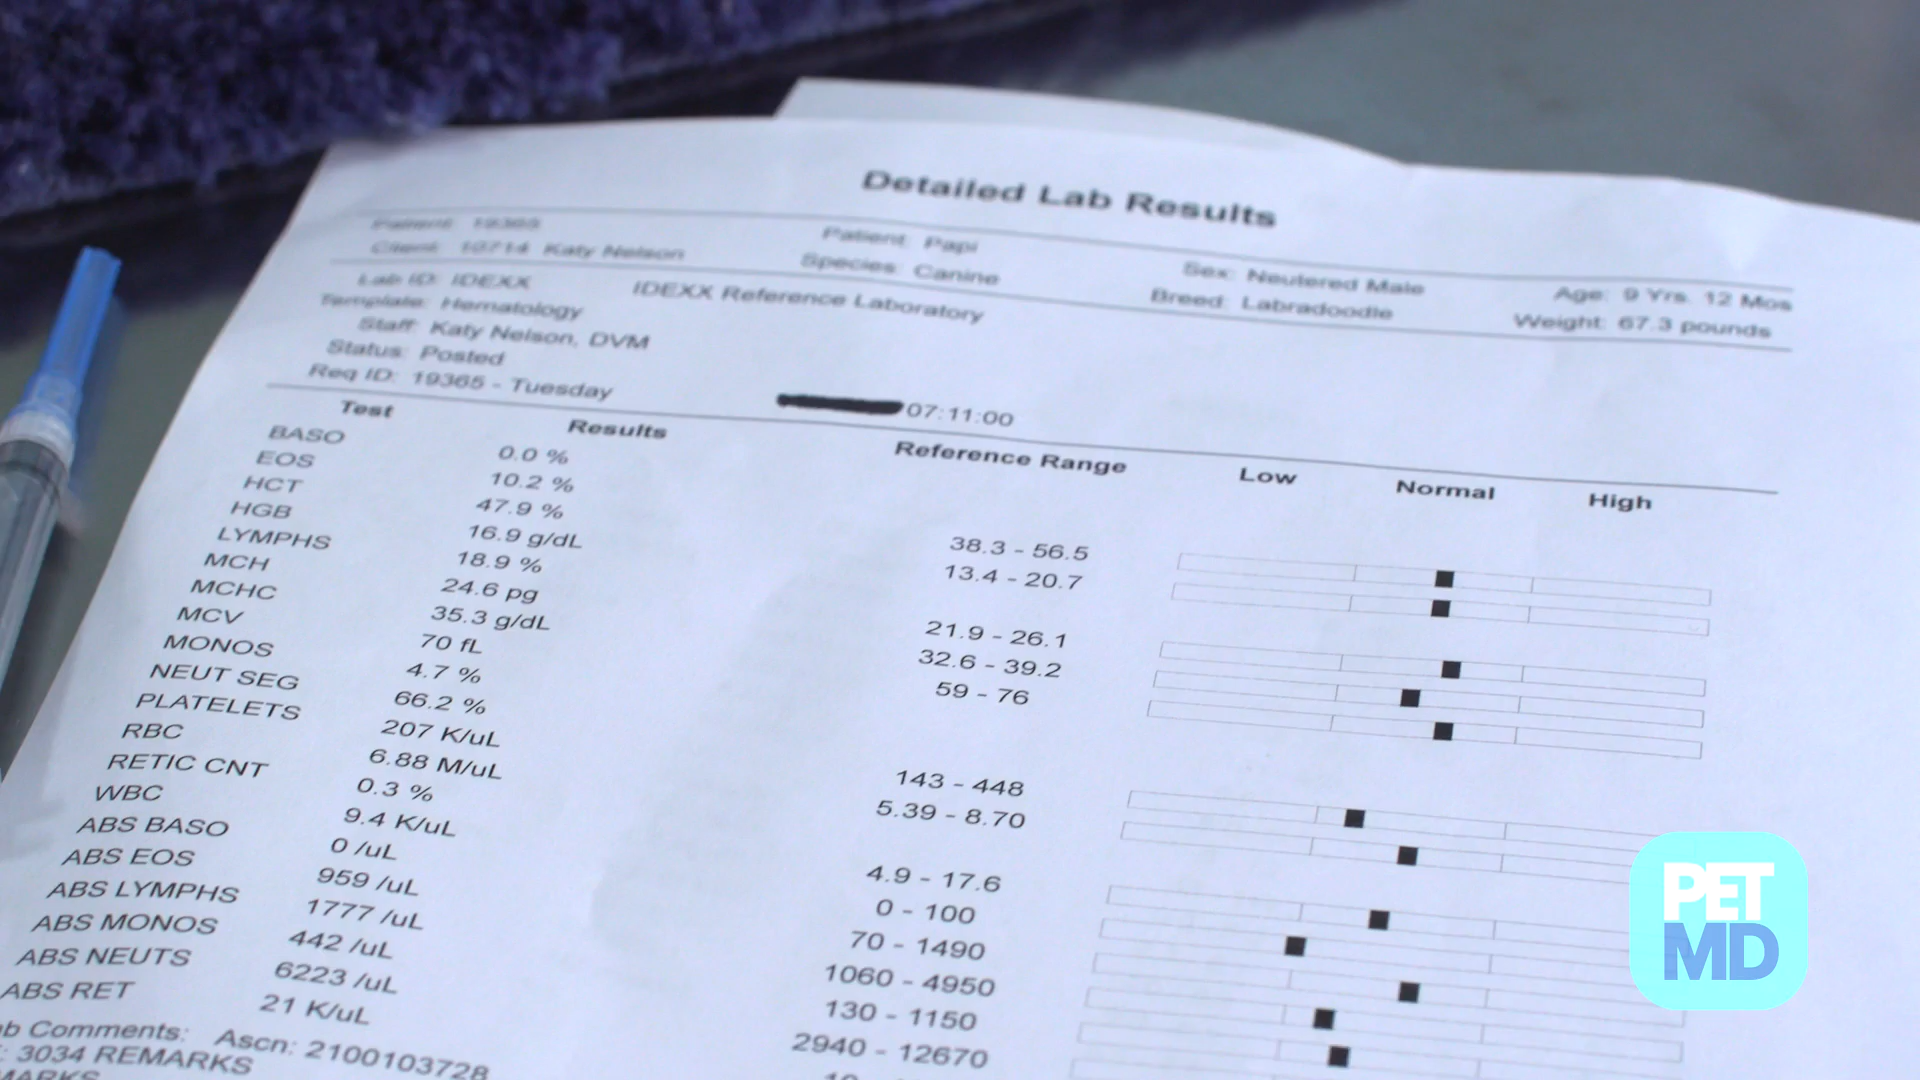 Detailed Lab Results
Patient: 19365 Patient: Papi Sex: Neutered Male Age: 9 Yrs. 12 Mos
Client: 10714 Katy Nelson Species: Canine Breed: Labradoodle Weight: 67.3 pounds
Lab ID: IDEXX IDEXX Reference Laboratory
Template: Hematology
Staff: Katy Nelson, DVM
Status: Posted
Req ID: 19365 - Tuesday 07:11:00
Test Results Reference Range Low Normal High
BASO 0.0 %
EOS 10.2 %
HCT 47.9 % 38.3 - 56.5
HGB 16.9 g/dL 13.4 - 20.7
LYMPHS 18.9 %
MCH 24.6 pg 21.9 - 26.1
MCHC 35.3 g/dL 32.6 - 39.2
MCV 70 fL 59 - 76
MONOS 4.7 %
NEUT SEG 66.2 %
PLATELETS 207 K/uL 143 - 448
RBC 6.88 M/uL 5.39 - 8.70
RETIC CNT 0.3 %
WBC 9.4 K/uL 4.9 - 17.6
ABS BASO 0 /uL 0 - 100
ABS EOS 959 /uL 70 - 1490
ABS LYMPHS 1777 /uL 1060 - 4950
ABS MONOS 442 /uL 130 - 1150
ABS NEUTS 6223 /uL 2940 - 12670
ABS RET 21 K/uL
Comments: Ascn: 2100103728
3034 REMARKS
PET
MD